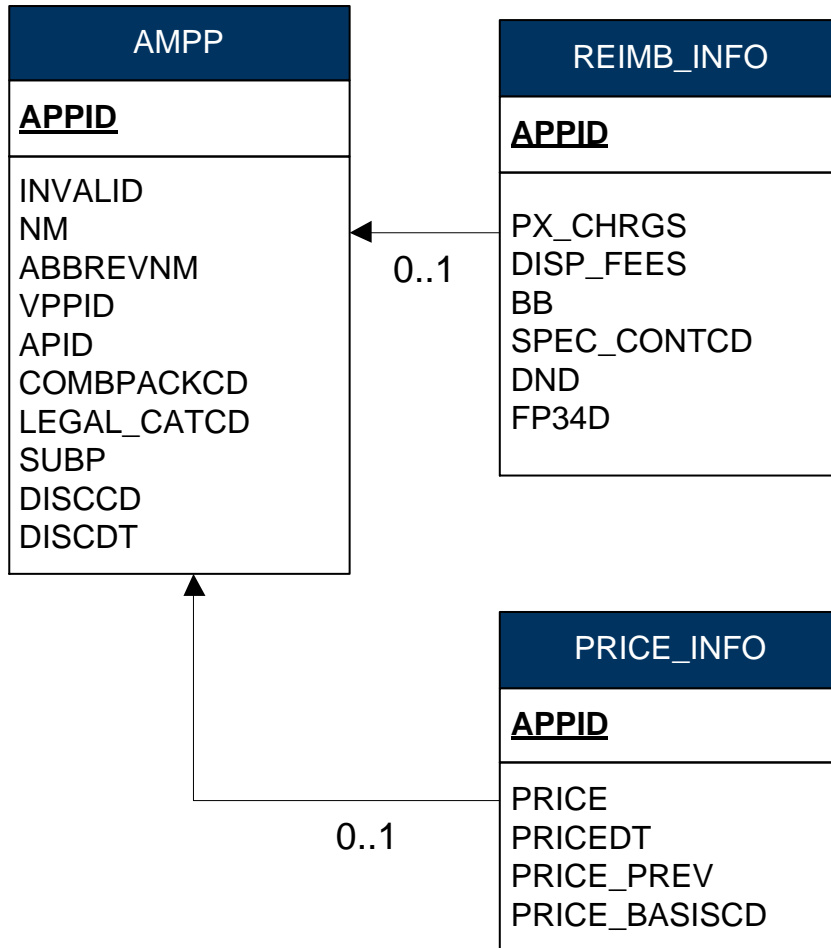 AMPP
APPID
INVALID
NM
ABBREVNM
VPPID
APID
COMBPACKCD
LEGAL_CATCD
SUBP
DISCCD
DISCDT
0..1
REIMB_INFO
APPID
PX_CHRGS
DISP_FEES
BB
SPEC_CONTCD
DND
FP34D
0..1
PRICE_INFO
APPID
PRICE
PRICEDT
PRICE_PREV
PRICE_BASISCD